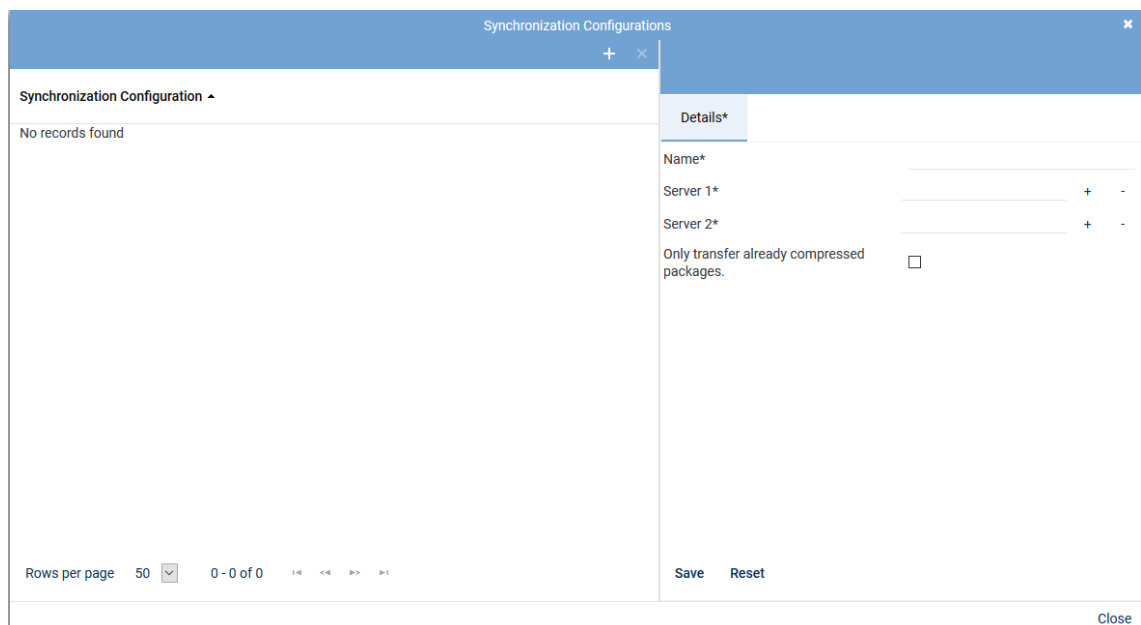 Synchronization Configurations
Synchronization Configuration
No records found
Details*
Name*
Server 1* + -
Server 2* + -
Only transfer already compressed
packages.
Rows per page 50 0 - 0 of 0
Save Reset
Close